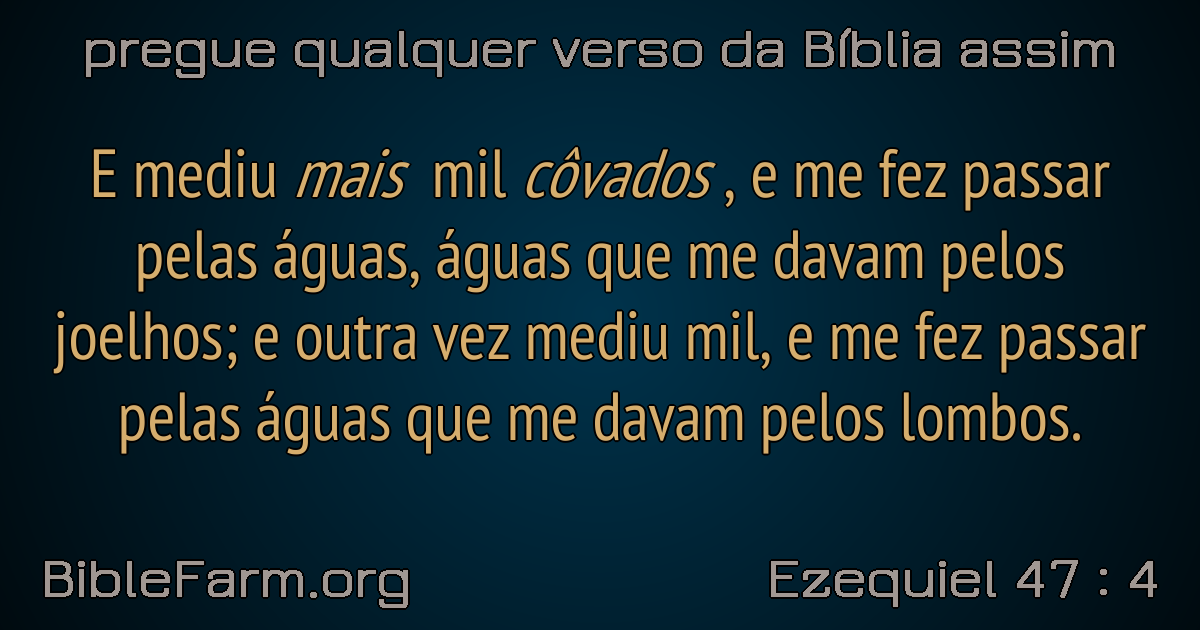 pregue qualquer verso da Bíblia assim
E mediu mais mil côvados , e me fez passar
pelas águas, águas que me davam pelos
joelhos; e outra vez mediu mil, e me fez passar
pelas águas que me davam pelos lombos.
BibleFarm.org
Ezequiel 47 : 4